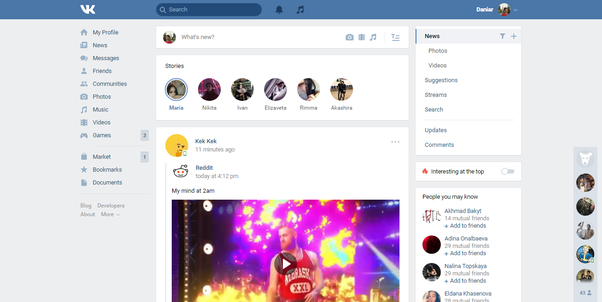 Search
Daniar
My Profile
News
Messages
Friends
Communities
Photos
Music
Videos
Games 3
Market 1
Bookmarks
Documents
Blog Developers
About More
What's new?
Stories
Maria Nikita Ivan Elizaveta Rimma Akashira
Kek Kek
11 minutes ago
Reddit
today at 4:12 pm
My mind at 2am
NEBRASKA
News
Photos
Videos
Suggestions
Streams
Search
Updates
Comments
Interesting at the top
People you may know
Akhmad Bakyt
14 mutual friends
+ Add to friends
Adina Gnalbaeva
29 mutual friends
+ Add to friends
Nalina Topskaya
29 mutual friends
+ Add to friends
Eldana Khasenova
28 mutual friends
43